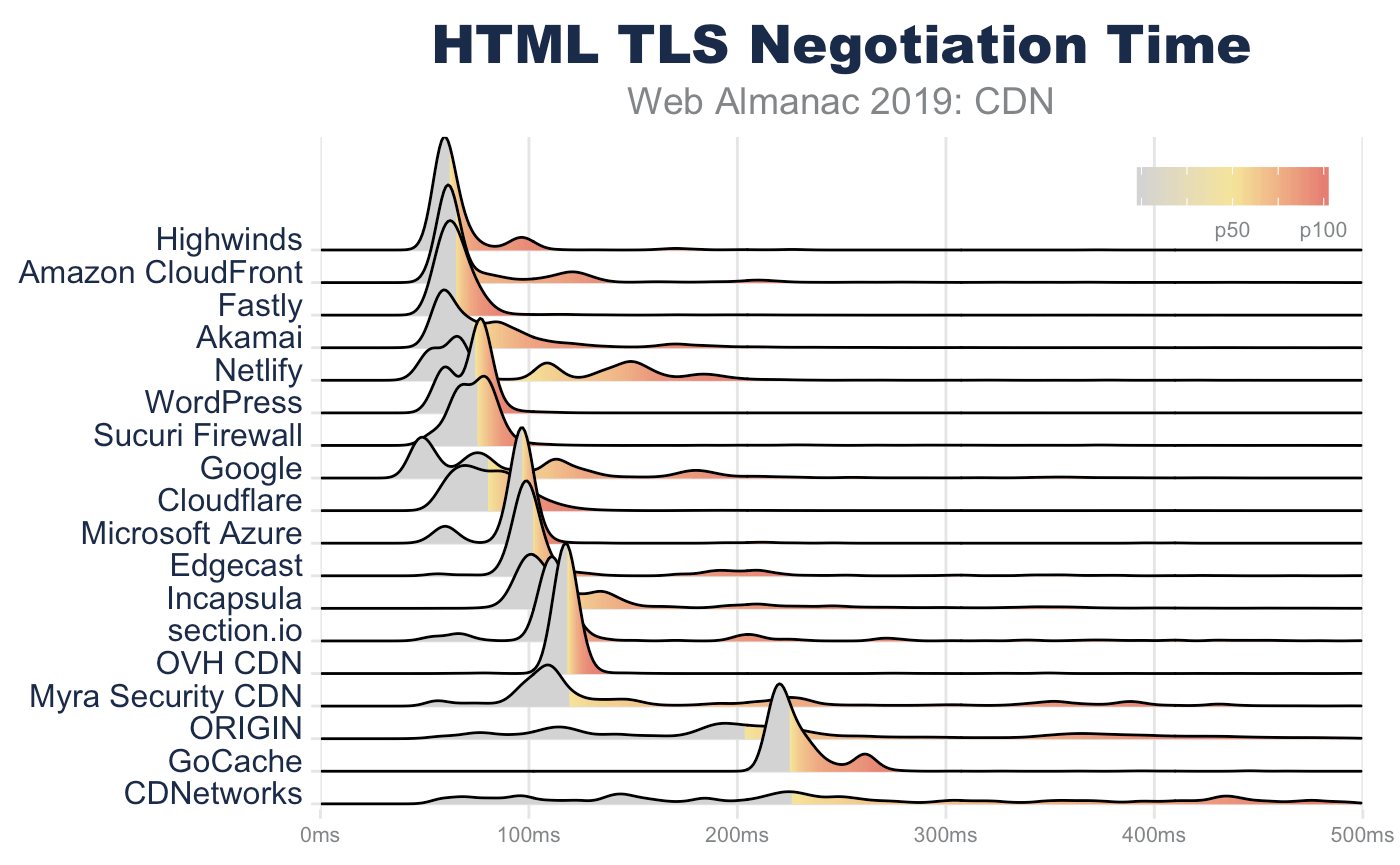 HTML TLS Negotiation Time
Web Almanac 2019: CDN
p50 p100
Highwinds
Amazon CloudFront
Fastly
Akamai
Netlify
WordPress
Sucuri Firewall
Google
Cloudflare
Microsoft Azure
Edgecast
Incapsula
section.io
OVH CDN
Myra Security CDN
ORIGIN
GoCache
CDNetworks
0ms 100ms 200ms 300ms 400ms 500ms